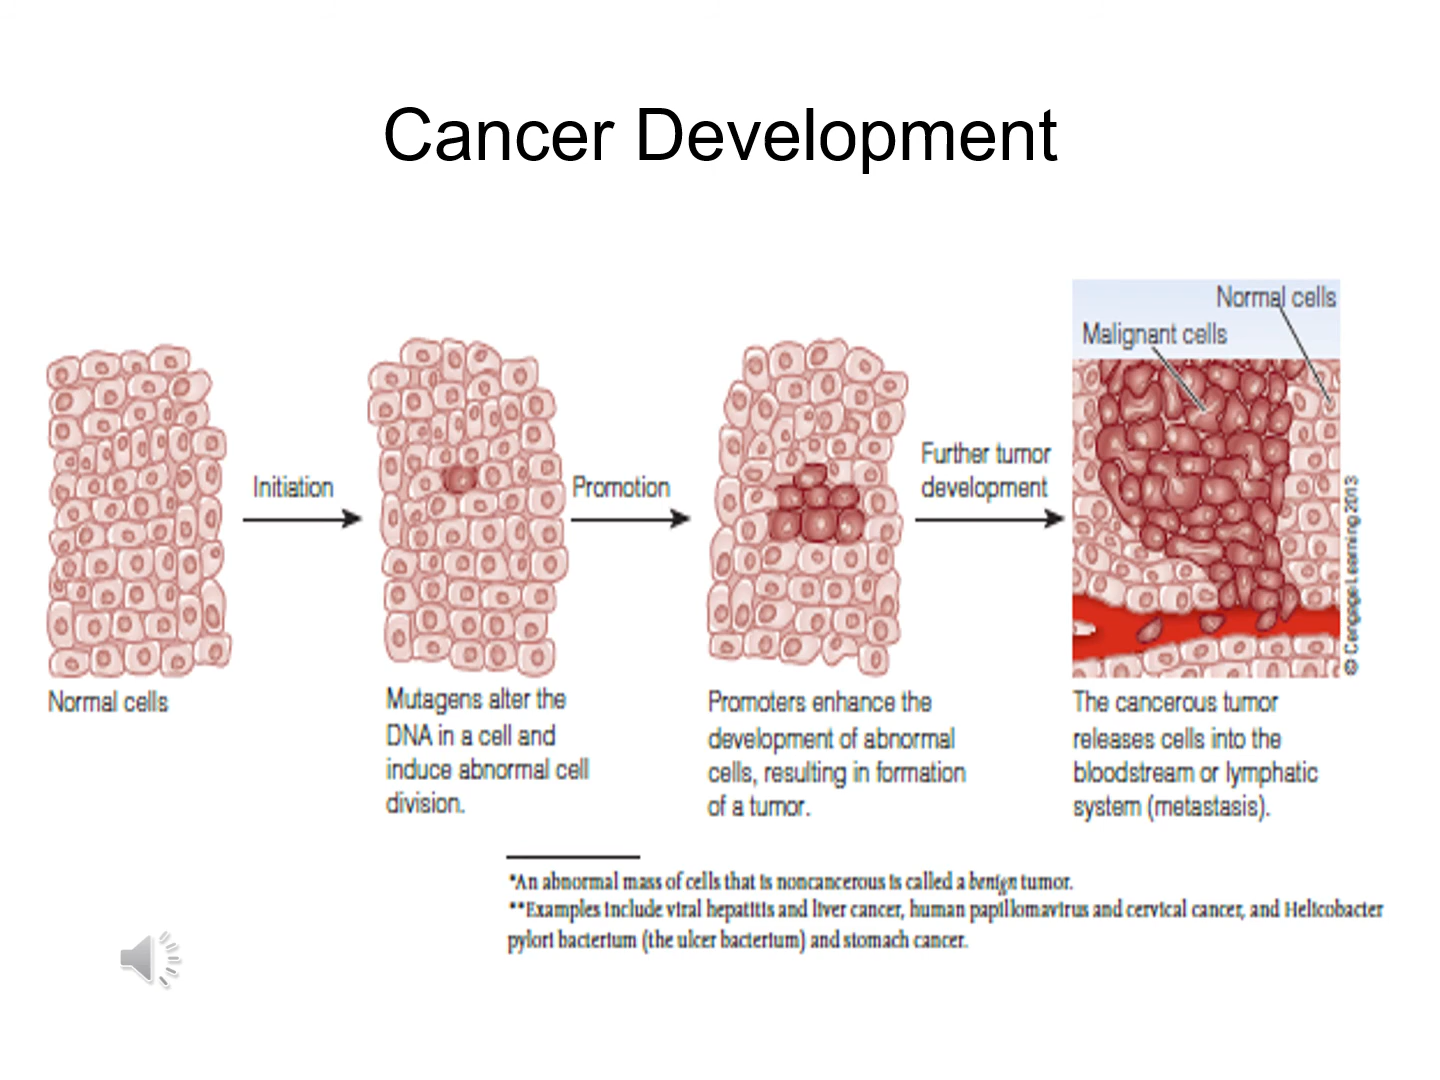 Cancer Development
Normal cells
Malignant cells
Initiation
Promotion
Further tumor
development
© Cengage Learning 2013
Normal cells
Mutagens alter the
DNA in a cell and
induce abnormal cell
division.
Promoters enhance the
development of abnormal
cells, resulting in formation
of a tumor.
The cancerous tumor
releases cells into the
bloodstream or lymphatic
system (metastasis).
*An abnormal mass of cells that is noncancerous is called a benign tumor.
**Examples include viral hepatitis and liver cancer, human papillomavirus and cervical cancer, and Helicobacter
pylori bacterium (the ulcer bacterium) and stomach cancer.